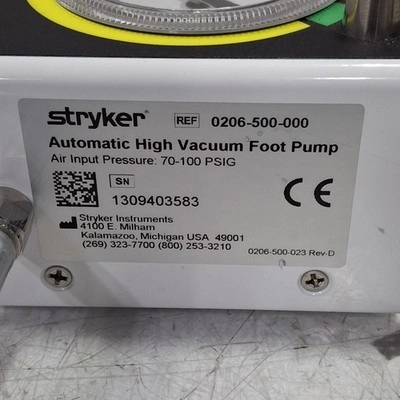 stryker® REF 0206-500-000
Automatic High Vacuum Foot Pump
Air Input Pressure: 70-100 PSIG
SN
1309403583
CE
Stryker Instruments
4100 E. Milham
Kalamazoo, Michigan USA 49001
(269) 323-7700 (800) 253-3210
0206-500-023 Rev-D